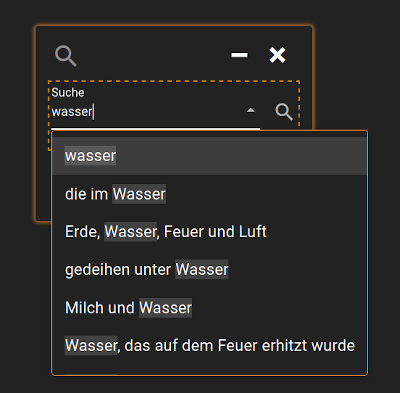 Suche
wasser
wasser
die im Wasser
Erde, Wasser, Feuer und Luft
gedeihen unter Wasser
Milch und Wasser
Wasser, das auf dem Feuer erhitzt wurde